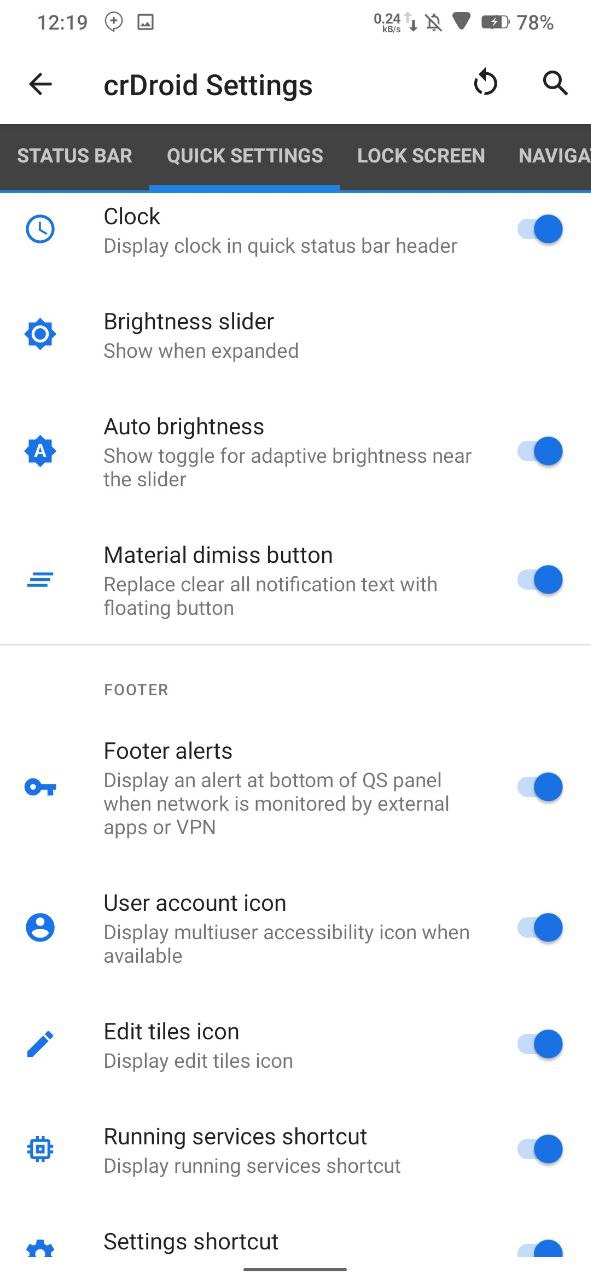 12:19
0.24
kB/s
78%
crDroid Settings
STATUS BAR
QUICK SETTINGS
LOCK SCREEN
NAVIGA
Clock
Display clock in quick status bar header
Brightness slider
Show when expanded
A
Auto brightness
Show toggle for adaptive brightness near
the slider
Material dimiss button
Replace clear all notification text with
floating button
FOOTER
Footer alerts
Display an alert at bottom of QS panel
when network is monitored by external
apps or VPN
User account icon
Display multiuser accessibility icon when
available
Edit tiles icon
Display edit tiles icon
Running services shortcut
Display running services shortcut
Settings shortcut